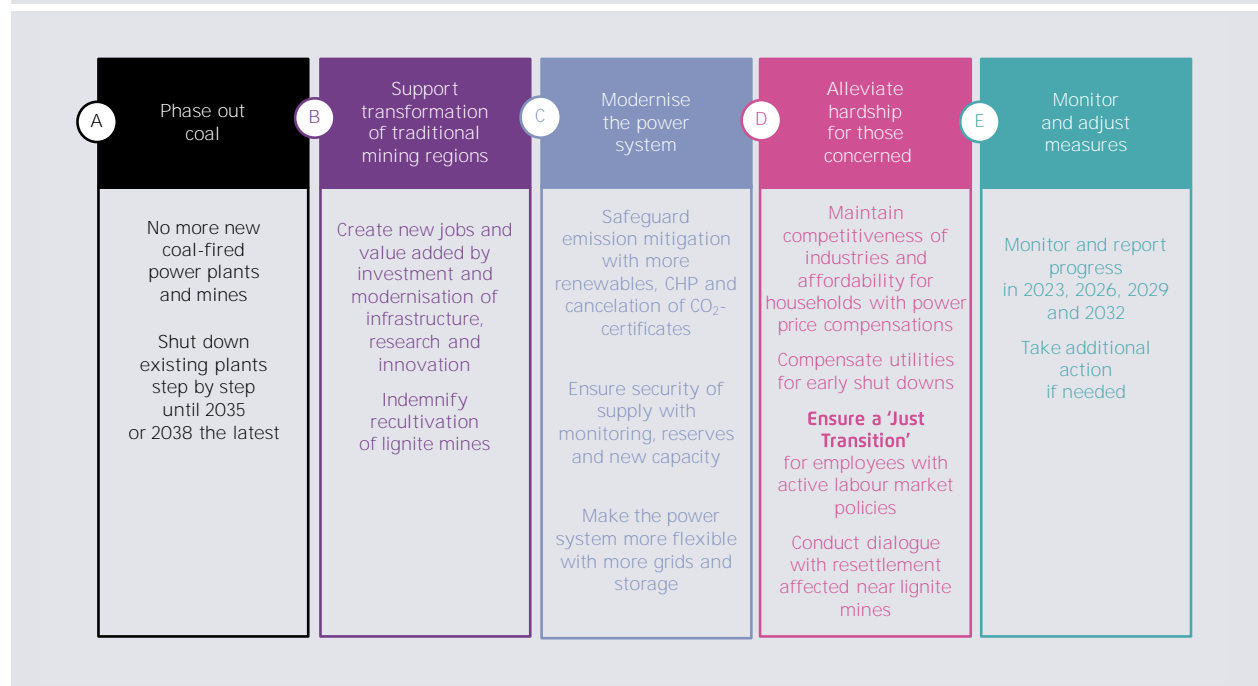 A
Phase out
coal
No more new
coal-fired
power plants
and mines
Shut down
existing plants
step by step
until 2035
or 2038 the latest
B
Support
transformation
of traditional
mining regions
Create new jobs and
value added by
investment and
modernisation of
infrastructure,
research and
innovation
Indemnify
recultivation
of lignite mines
C
Modernise
the power
system
Safeguard
emission mitigation
with more
renewables, CHP and
cancelation of CO₂-
certificates
Ensure security of
supply with
monitoring, reserves
and new capacity
Make the power
system more flexible
with more grids and
storage
D
Alleviate
hardship
for those
concerned
Maintain
competitiveness of
industries and
affordability for
households with power
price compensations
Compensate utilities
for early shut downs
Ensure a ‘Just
Transition’
for employees with
active labour market
policies
Conduct dialogue
with resettlement
affected near lignite
mines
E
Monitor
and adjust
measures
Monitor and report
progress
in 2023, 2026, 2029
and 2032
Take additional
action
if needed